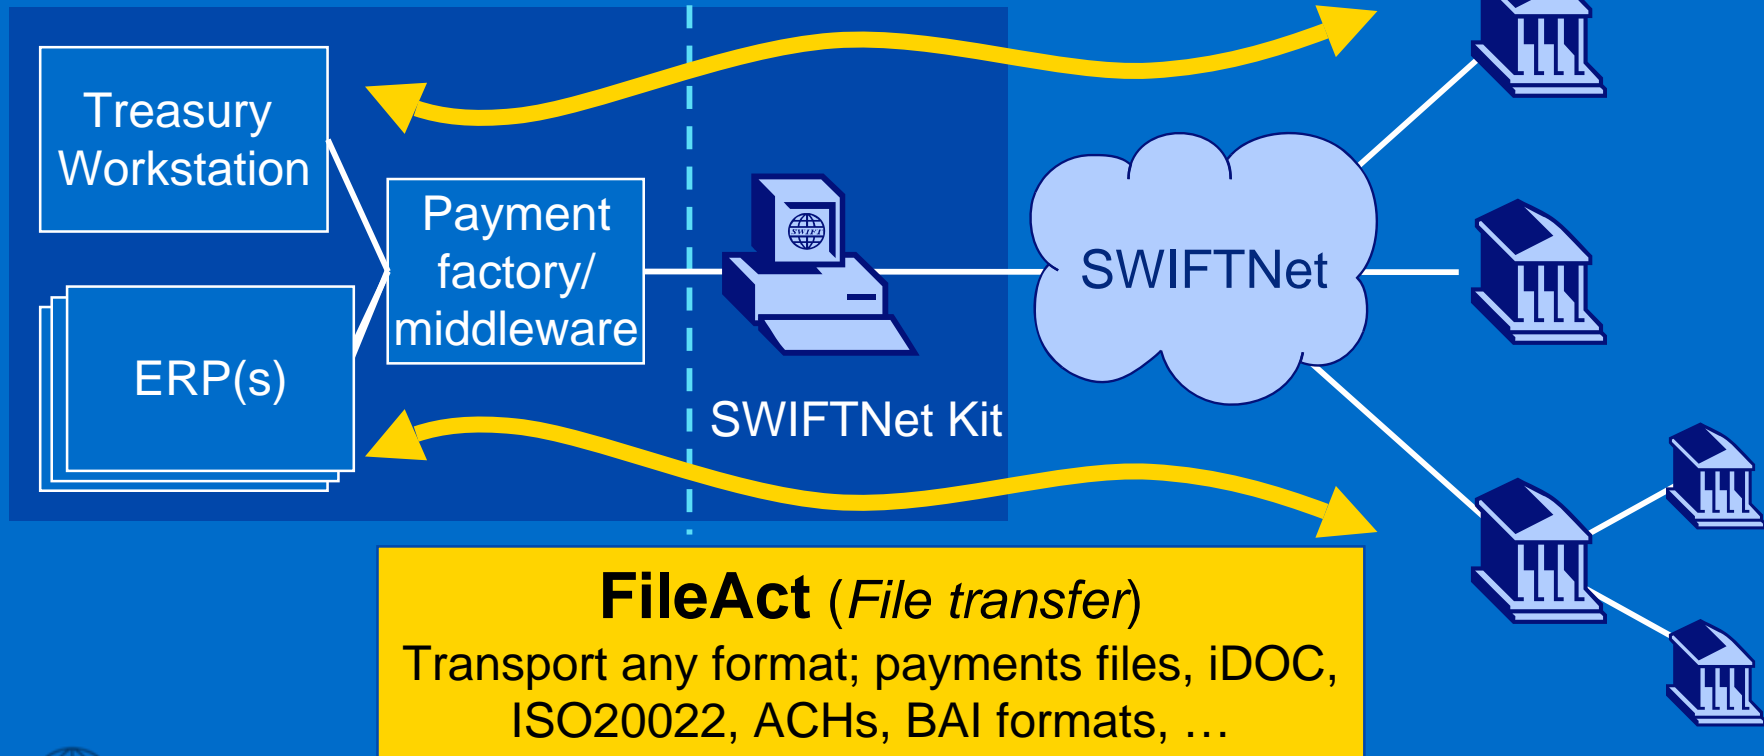 Treasury
Workstation
Payment
factory/
middleware
ERP(s)
SWIFT
SWIFTNet Kit
SWIFTNet
FileAct (File transfer)
Transport any format; payments files, iDOC,
ISO20022, ACHs, BAI formats, …